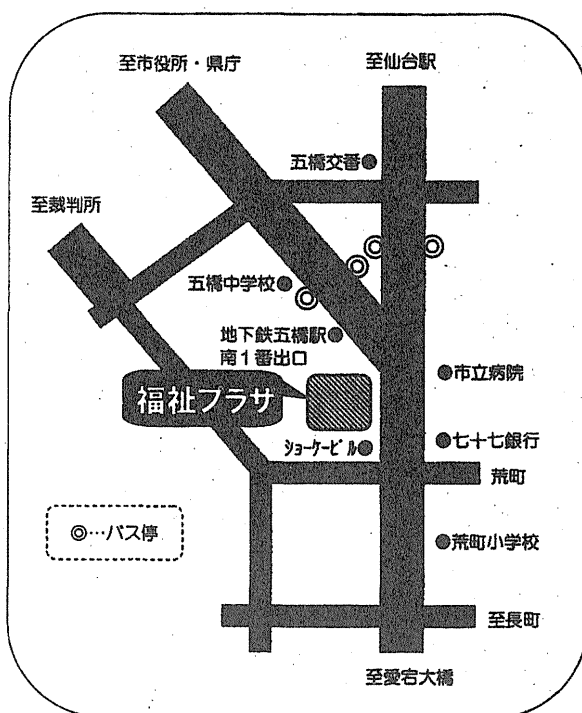 至市役所・県庁
至仙台駅
五橋交番
至裁判所
五橋中学校
地下鉄五橋駅
南1番出口
市立病院
福祉プラザ
ショーケービル
七十七銀行
荒町
◎…バス停
荒町小学校
至長町
至愛宕大橋